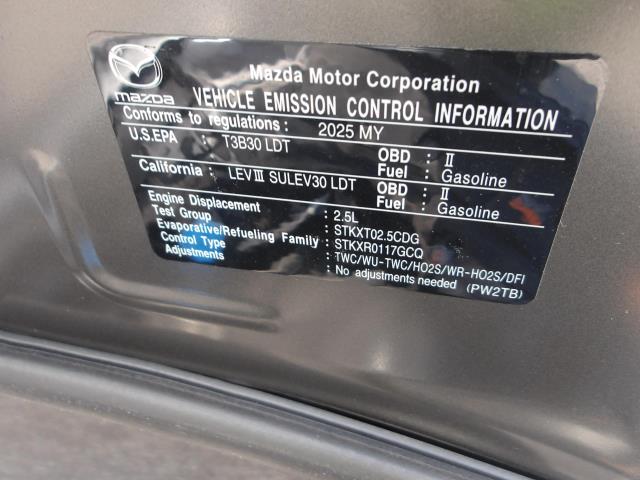 Mazda Motor Corporation
mazda
VEHICLE EMISSION CONTROL INFORMATION
Conforms to regulations : 2025 MY
U.S.EPA : T3B30 LDT OBD : II
Fuel : Gasoline
California : LEV III SULEV30 LDT OBD : II
Fuel : Gasoline
Engine Displacement : 2.5L
Test Group : STKXT02.5CDG
Evaporative/Refueling Family : STKXR0117GCQ
Control Type : TWC/WU-TWC/HO2S/WR-HO2S/DFI
Adjustments : No adjustments needed (PW2TB)